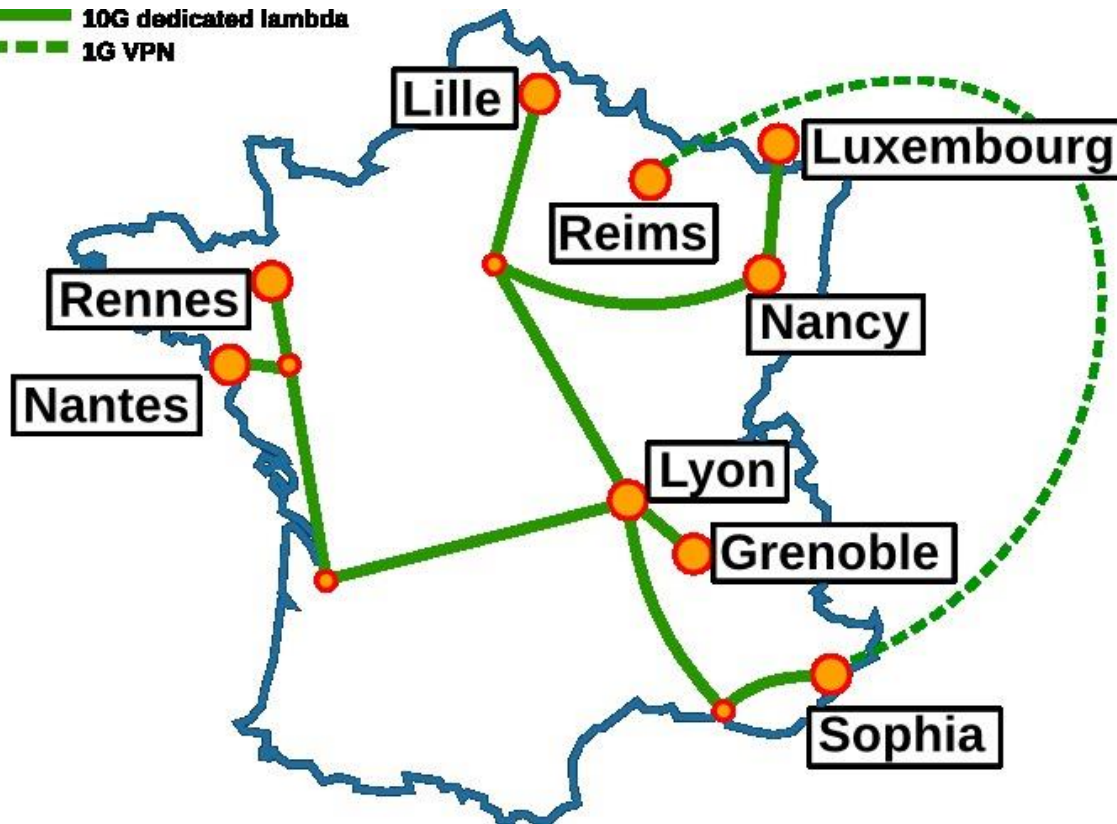 10G dedicated lambda
1G VPN
Lille
Luxembourg
Reims
Rennes
Nancy
Nantes
Lyon
Grenoble
Sophia